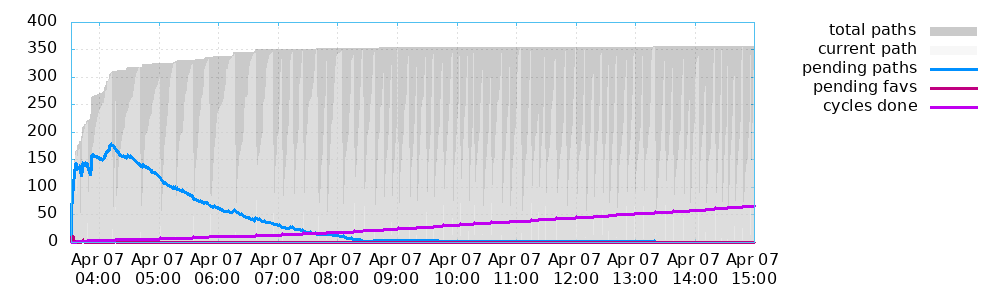 400
350
300
250
200
150
100
50
0
Apr 07 Apr 07 Apr 07 Apr 07 Apr 07 Apr 07 Apr 07 Apr 07 Apr 07 Apr 07 Apr 07 Apr 07
04:00 05:00 06:00 07:00 08:00 09:00 10:00 11:00 12:00 13:00 14:00 15:00
total paths
current path
pending paths
pending favs
cycles done